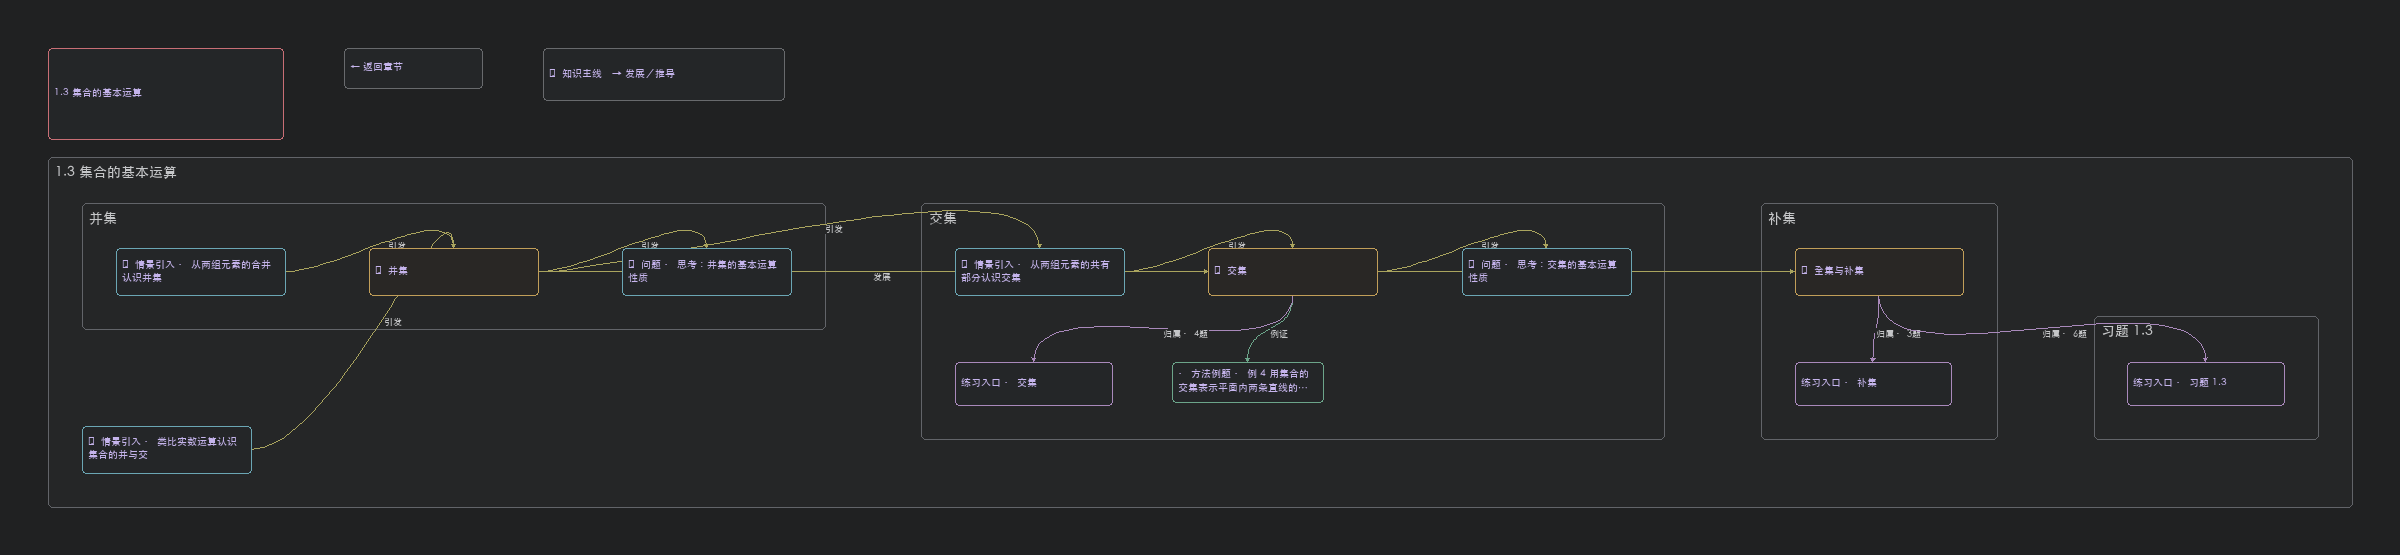 1.3 集合的基本运算
← 返回章节
知识主线 → 发展／推导
1.3 集合的基本运算
并集
引发
情景引入 · 从两组元素的合并
认识并集
并集
引发
问题 · 思考：并集的基本运算
性质
引发
发展
引发
情景引入 · 类比实数运算认识
集合的并与交
交集
情景引入 · 从两组元素的共有
部分认识交集
引发
交集
引发
问题 · 思考：交集的基本运算
性质
归属 · 4题
例证
练习入口 · 交集
· 方法例题 · 例 4 用集合的
交集表示平面内两条直线的…
补集
全集与补集
归属 · 3题
归属 · 6题
练习入口 · 补集
习题 1.3
练习入口 · 习题 1.3